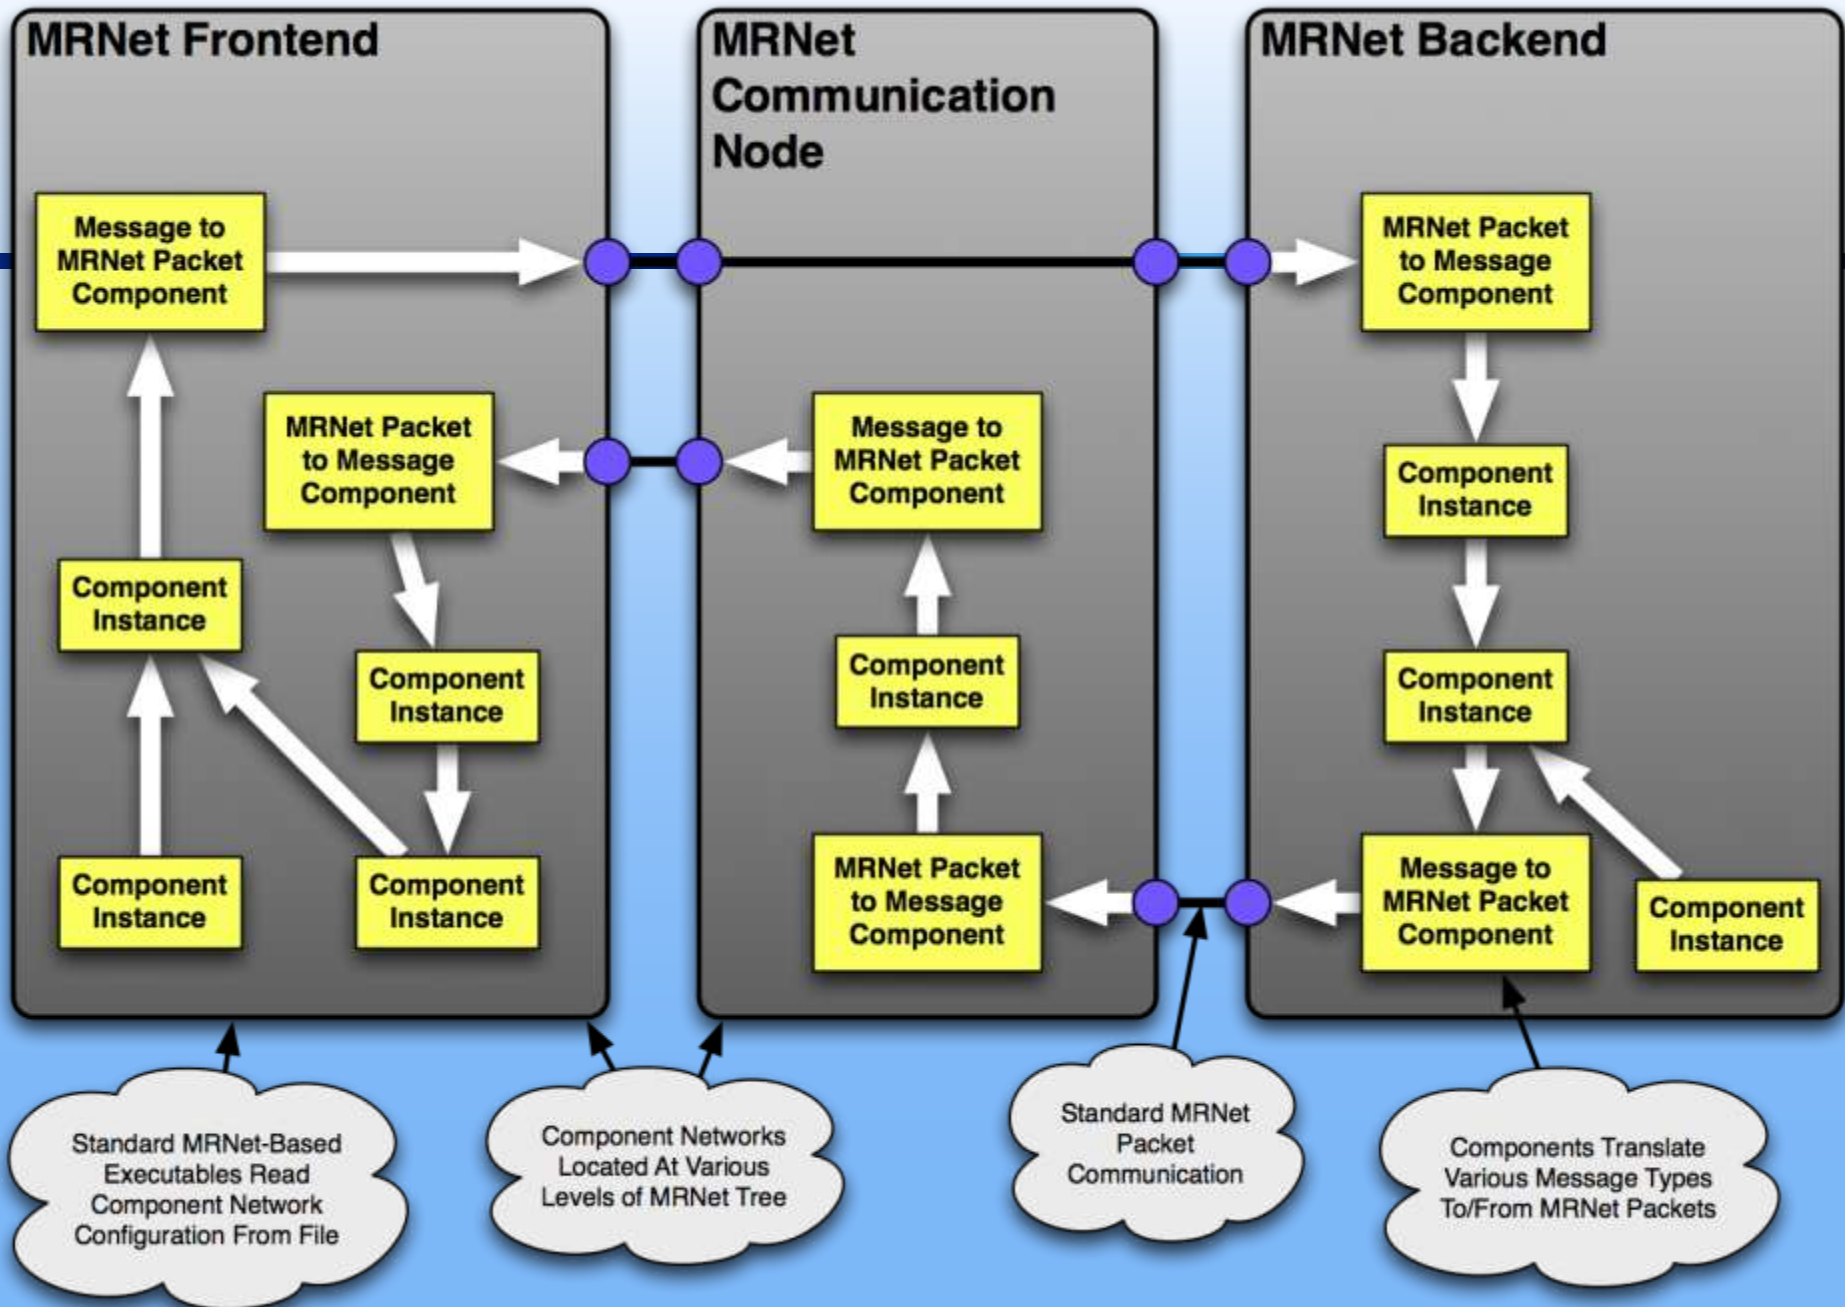 MRNet Frontend
Message to
MRNet Packet
Component
MRNet Packet
to Message
Component
Component
Instance
Component
Instance
Component
Instance
Component
Instance
MRNet
Communication
Node
Message to
MRNet Packet
Component
Component
Instance
MRNet Packet
to Message
Component
MRNet Backend
MRNet Packet
to Message
Component
Component
Instance
Component
Instance
Message to
MRNet Packet
Component
Component
Instance
Standard MRNet-Based
Executables Read
Component Network
Configuration From File
Component Networks
Located At Various
Levels of MRNet Tree
Standard MRNet
Packet
Communication
Components Translate
Various Message Types
To/From MRNet Packets